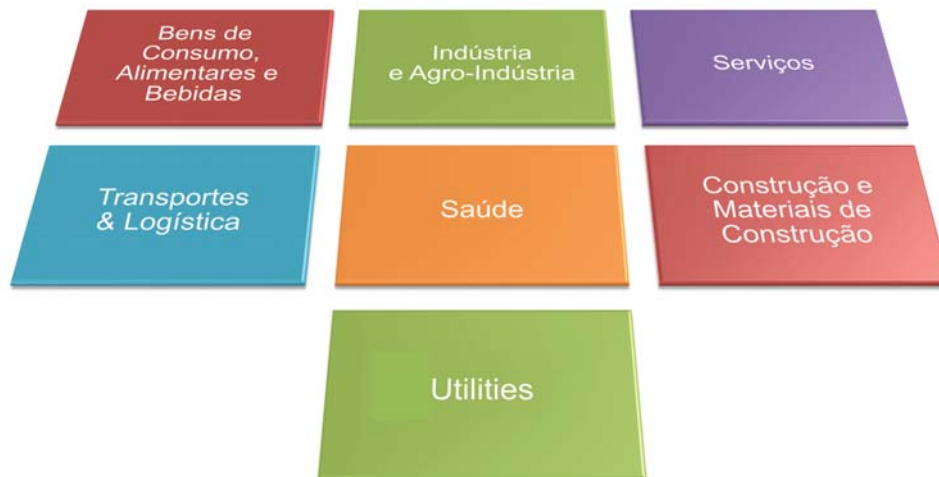 Bens de
Consumo,
Alimentares e
Bebidas
Indústria
e Agro-Indústria
Serviços
Transportes
& Logística
Saúde
Construção e
Materiais de
Construção
Utilities